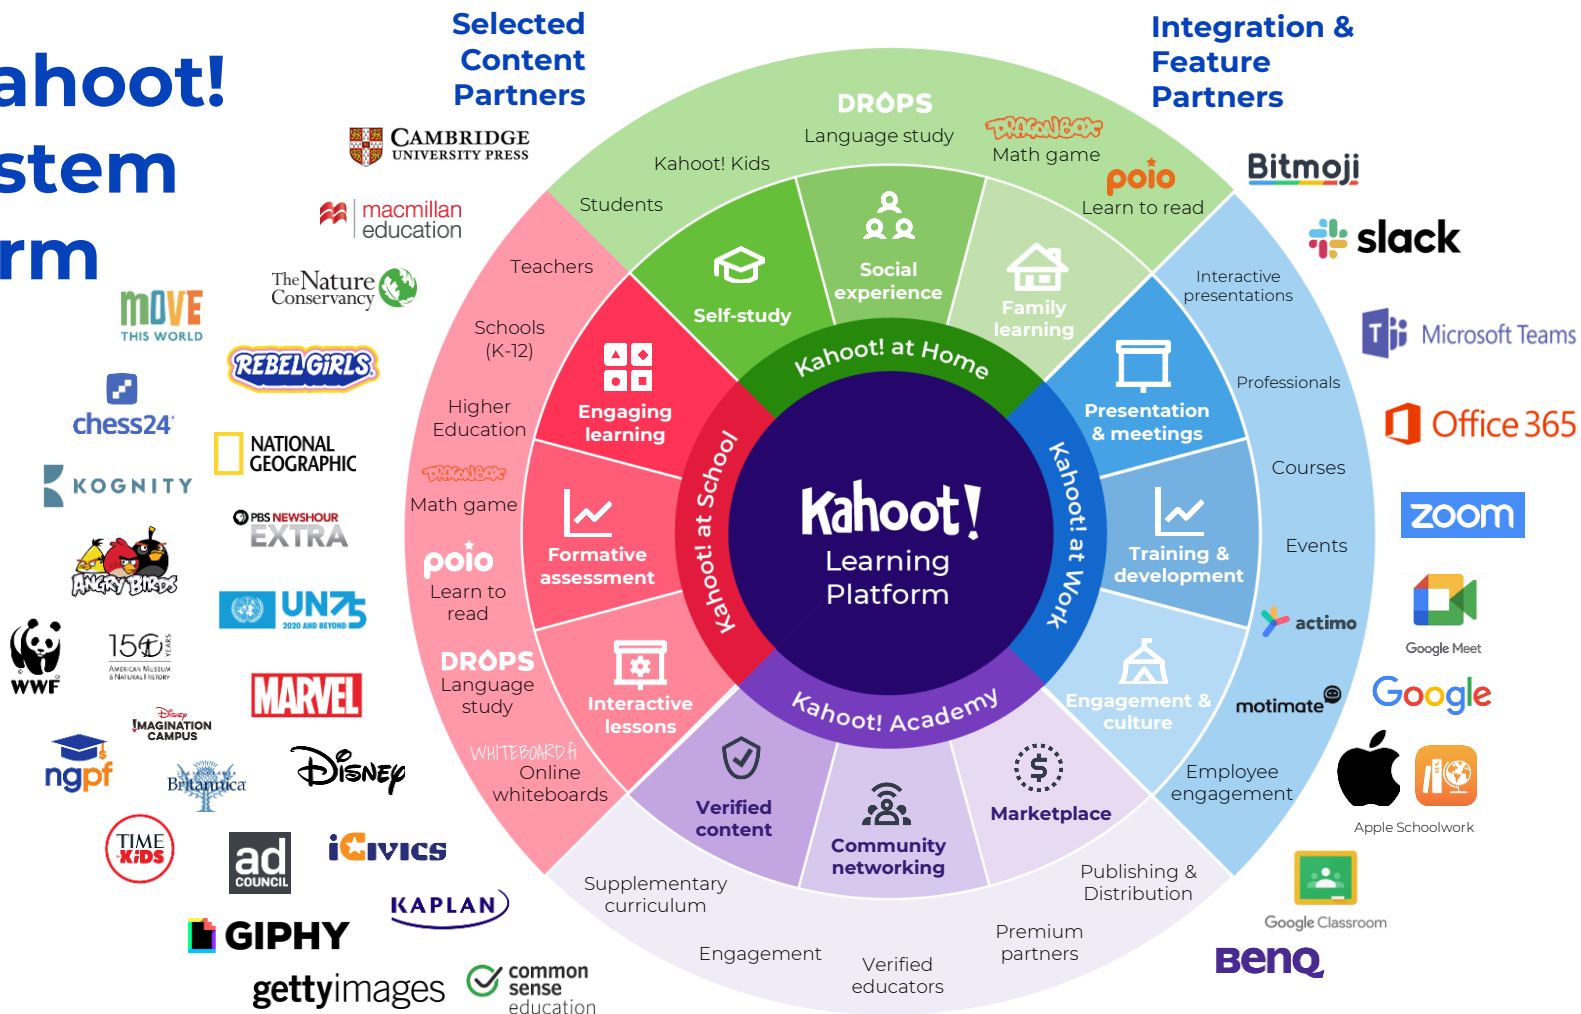 ahoot!
stem
rm
Selected
Content
Partners
Integration &
Feature
Partners
CAMBRIDGE
UNIVERSITY PRESS
macmillan
education
The Nature
Conservancy
MOVE
THIS WORLD
REBEL GIRLS
chess24
NATIONAL
GEOGRAPHIC
KOGNITY
PBS NEWSHOUR
EXTRA
ANGRY BIRDS
UN75
2020 AND BEYOND
WWF
150 YEARS
AMERICAN MUSEUM
& NATURAL HISTORY
MARVEL
Disney
IMAGINATION
CAMPUS
ngpf
Britannica
Disney
TIME
for KiDS
ad
COUNCIL
iCivics
KAPLAN
GIPHY
gettyimages
common
sense
education
DROPS
Language study
DRAGONBOX
Math game
Kahoot! Kids
poio
Learn to read
Students
Self-study
Social
experience
Family
learning
Kahoot! at Home
Teachers
Schools
(K-12)
Higher
Education
DRAGONBOX
Math game
poio
Learn to
read
DROPS
Language
study
WHITEBOARD.fi
Online
whiteboards
Engaging
learning
Formative
assessment
Interactive
lessons
Kahoot! at School
Kahoot!
Learning
Platform
Kahoot! at Work
Presentation
& meetings
Training &
development
Engagement &
culture
Interactive
presentations
Professionals
Courses
Events
actimo
motimate
Employee
engagement
Kahoot! Academy
Verified
content
Community
networking
Marketplace
Supplementary
curriculum
Engagement
Verified
educators
Premium
partners
Publishing &
Distribution
Bitmoji
slack
Microsoft Teams
Office 365
zoom
Google Meet
Google
Apple Schoolwork
Google Classroom
BenQ